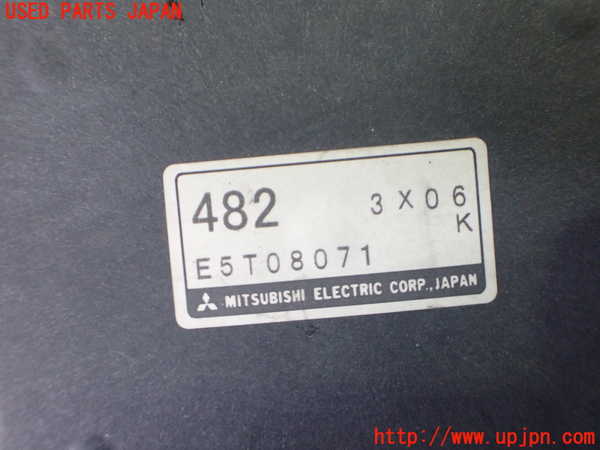 USED PARTS JAPAN
482 3X06
K
E5T08071
MITSUBISHI ELECTRIC CORP., JAPAN
http://www.upjpn.com/